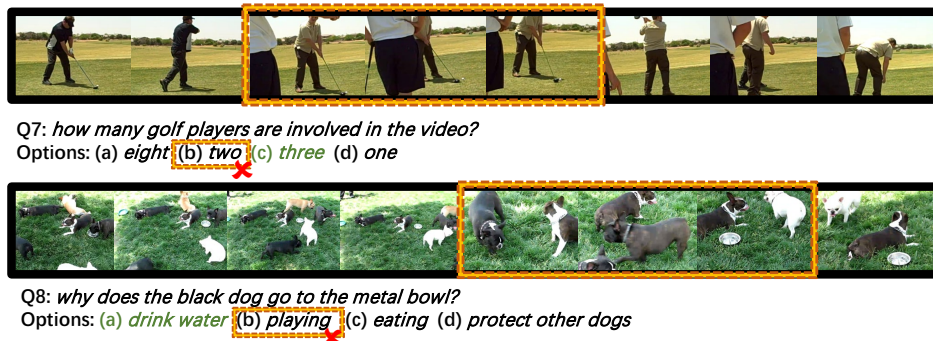 Q7: how many golf players are involved in the video?
Options: (a) eight (b) two (c) three (d) one
Q8: why does the black dog go to the metal bowl?
Options: (a) drink water (b) playing (c) eating (d) protect other dogs